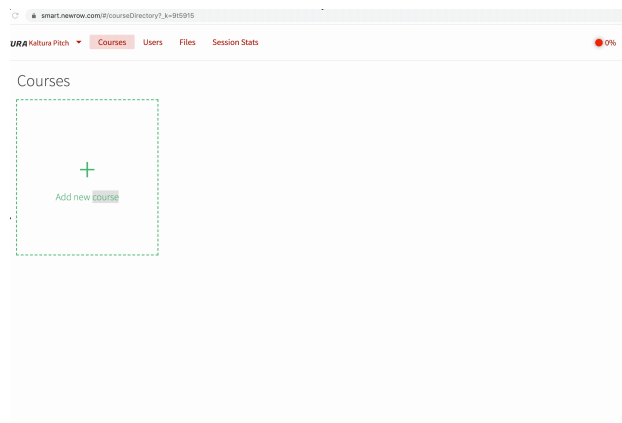 smart.newrow.com/#/courseDirectory?_k=9t5915
URA Kaltura Pitch Courses Users Files Session Stats 0%
Courses
Add new course